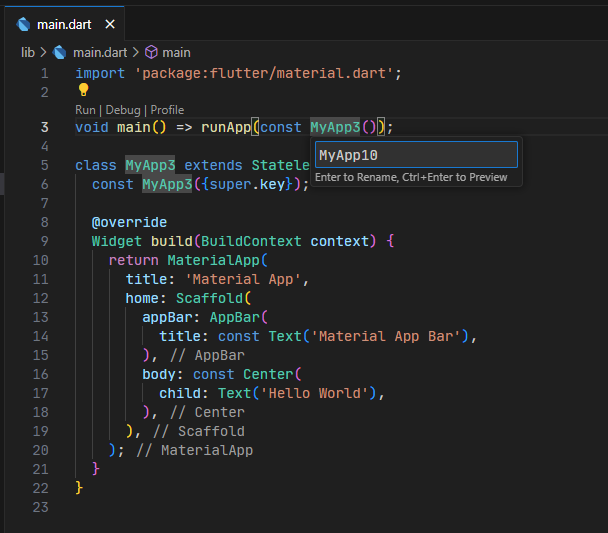 main.dart ×
lib > main.dart > main
1 import 'package:flutter/material.dart';
2
Run | Debug | Profile
3 void main() => runApp(const MyApp3());
4
MyApp10
Enter to Rename, Ctrl+Enter to Preview
5 class MyApp3 extends Statele
6 const MyApp3({super.key});
7
8 @override
9 Widget build(BuildContext context) {
10 return MaterialApp(
11 title: 'Material App',
12 home: Scaffold(
13 appBar: AppBar(
14 title: const Text('Material App Bar'),
15 ), // AppBar
16 body: const Center(
17 child: Text('Hello World'),
18 ), // Center
19 ), // Scaffold
20 ); // MaterialApp
21 }
22 }
23